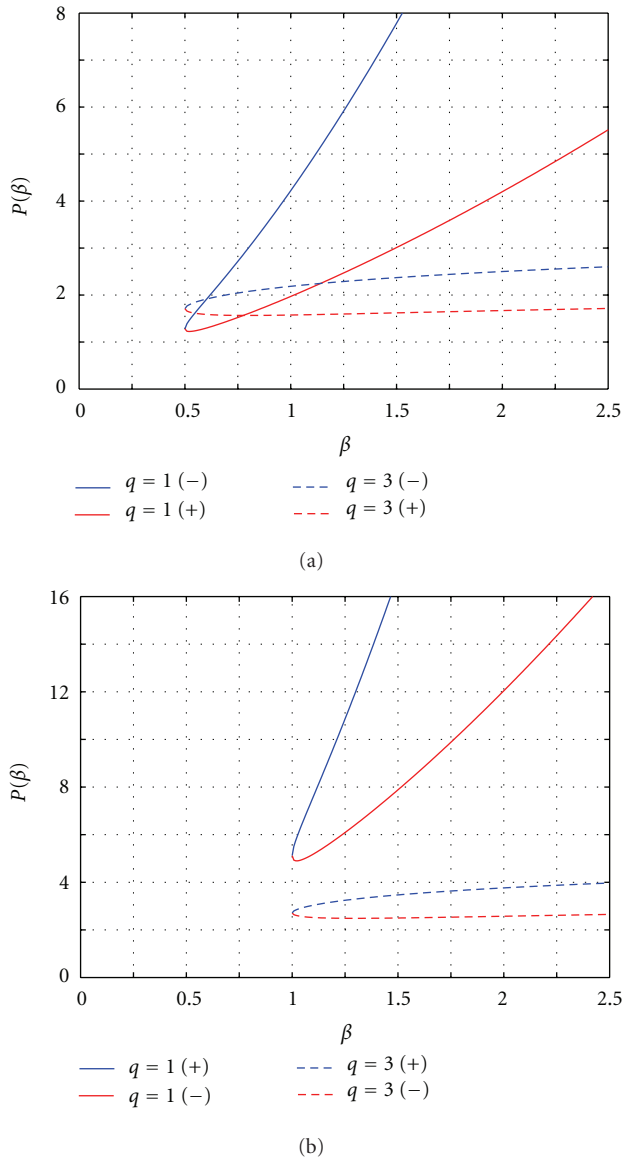 8
6
4
2
0
P(β)
0 0.5 1 1.5 2 2.5
β
q = 1 (−) q = 3 (−)
q = 1 (+) q = 3 (+)
(a)
16
12
8
4
0
P(β)
0 0.5 1 1.5 2 2.5
β
q = 1 (+) q = 3 (+)
q = 1 (−) q = 3 (−)
(b)